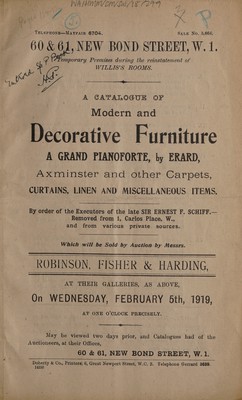 TELEPHONE—MAYFAIR 6704. SALE No. 3,665.
60 & 61, NEW BOND STREET, W. 1.
Temporary Premises during the reinstatement of
WILLIS'S ROOMS.
A CATALOGUE OF
Modern and
Decorative Furniture
A GRAND PIANOFORTE, by ERARD,
Axminster and other Carpets,
CURTAINS, LINEN AND MISCELLANEOUS ITEMS.
By order of the Executors of the late SIR ERNEST F. SCHIFF.—
Removed from 1, Carlos Place, W.,
and from various private sources.
Which will be Sold by Auction by Messrs.
ROBINSON, FISHER & HARDING,
AT THEIR GALLERIES, AS ABOVE,
On WEDNESDAY, FEBRUARY 5th, 1919,
AT ONE O'CLOCK PRECISELY.
May be viewed two days prior, and Catalogues had of the
Auctioneers, at their Offices,
60 & 61, NEW BOND STREET, W. 1.